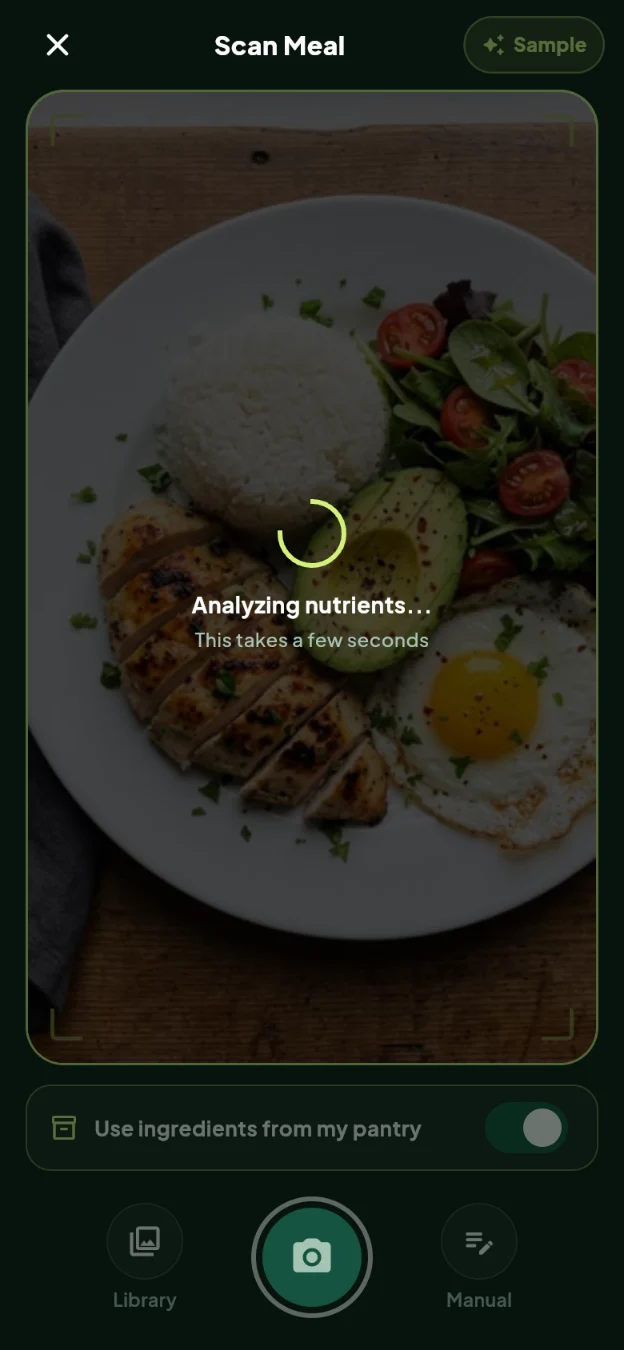 Scan Meal
Sample
Analyzing nutrients...
This takes a few seconds
Use ingredients from my pantry
Library
Manual